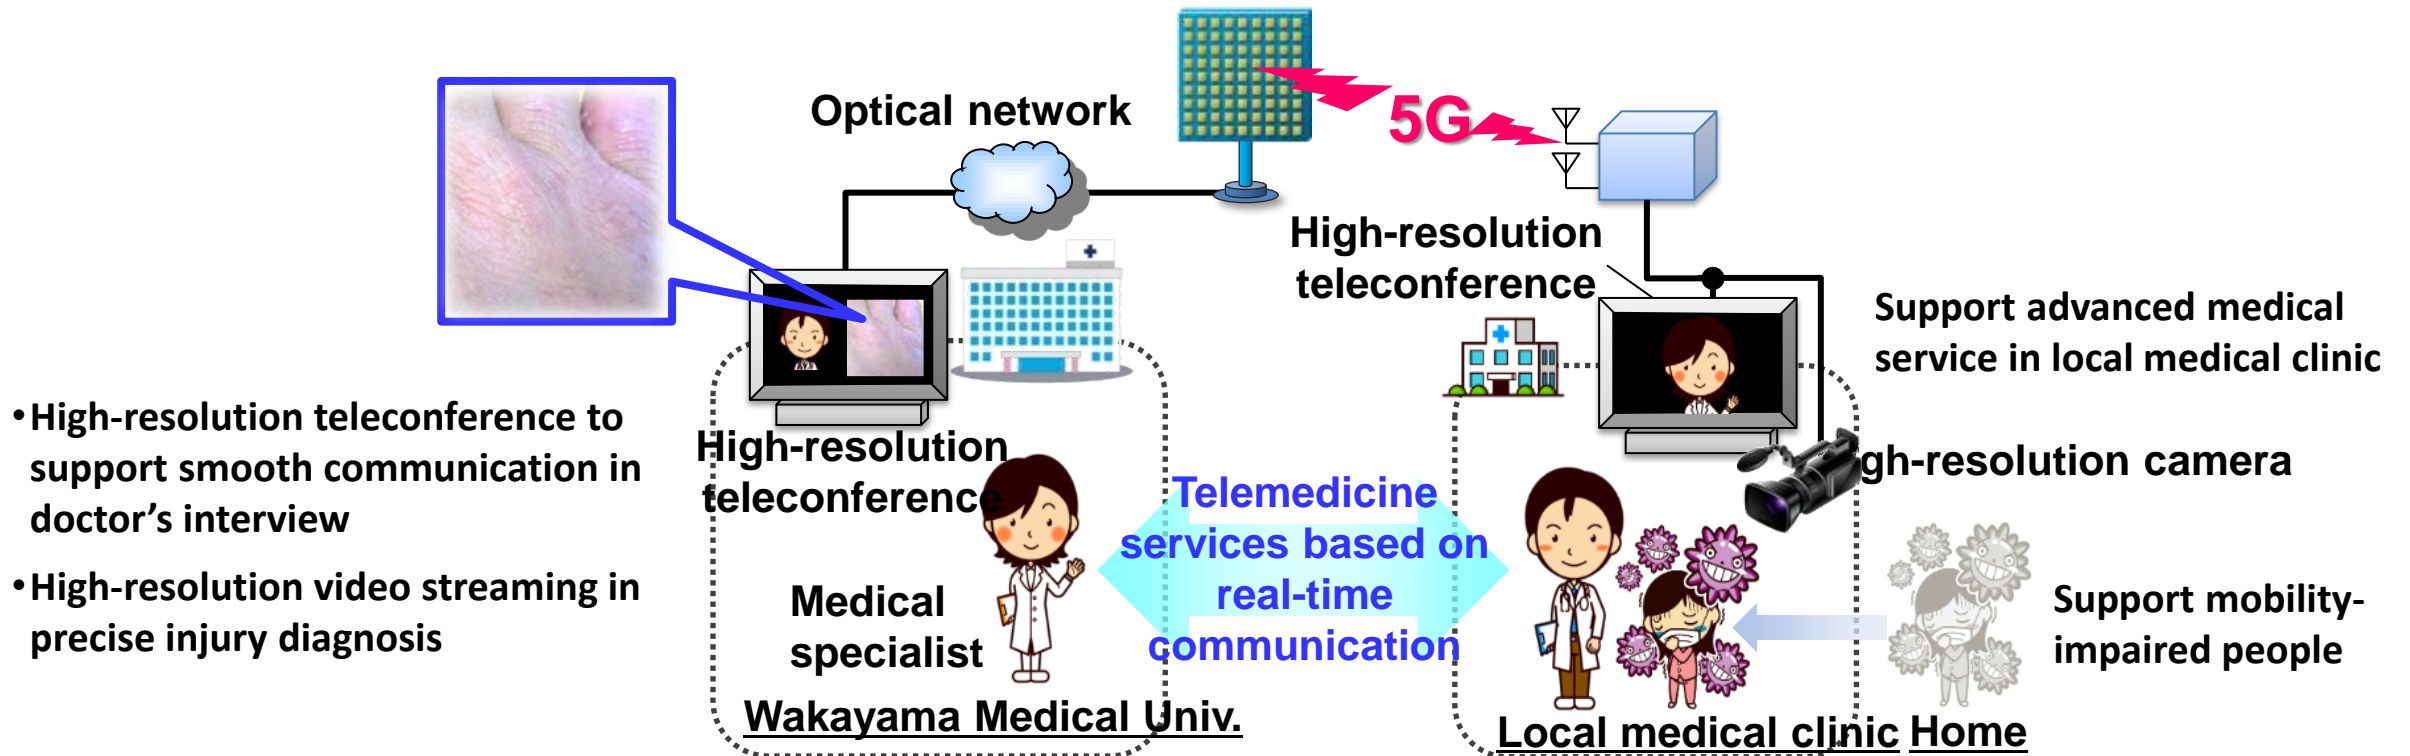 Optical network
5G
High-resolution
teleconference
Support advanced medical
service in local medical clinic
•High-resolution teleconference to
support smooth communication in
doctor’s interview
•High-resolution video streaming in
precise injury diagnosis
High-resolution
teleconference
gh-resolution camera
Telemedicine
services based on
real-time
communication
Medical
specialist
Support mobility-
impaired people
Wakayama Medical Univ.
Local medical clinic
Home